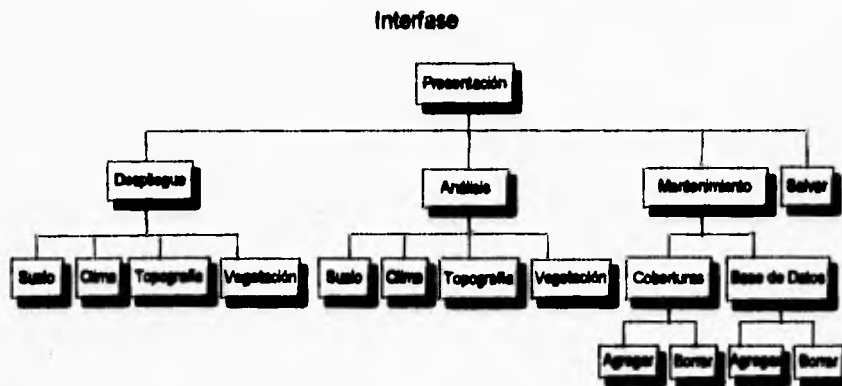 Interfase
Presentación
Despliegue
Análisis
Mantenimiento
Salvar
Suelo
Clima
Topografía
Vegetación
Suelo
Clima
Topografía
Vegetación
Coberturas
Base de Datos
Agregar
Borrar
Agregar
Borrar